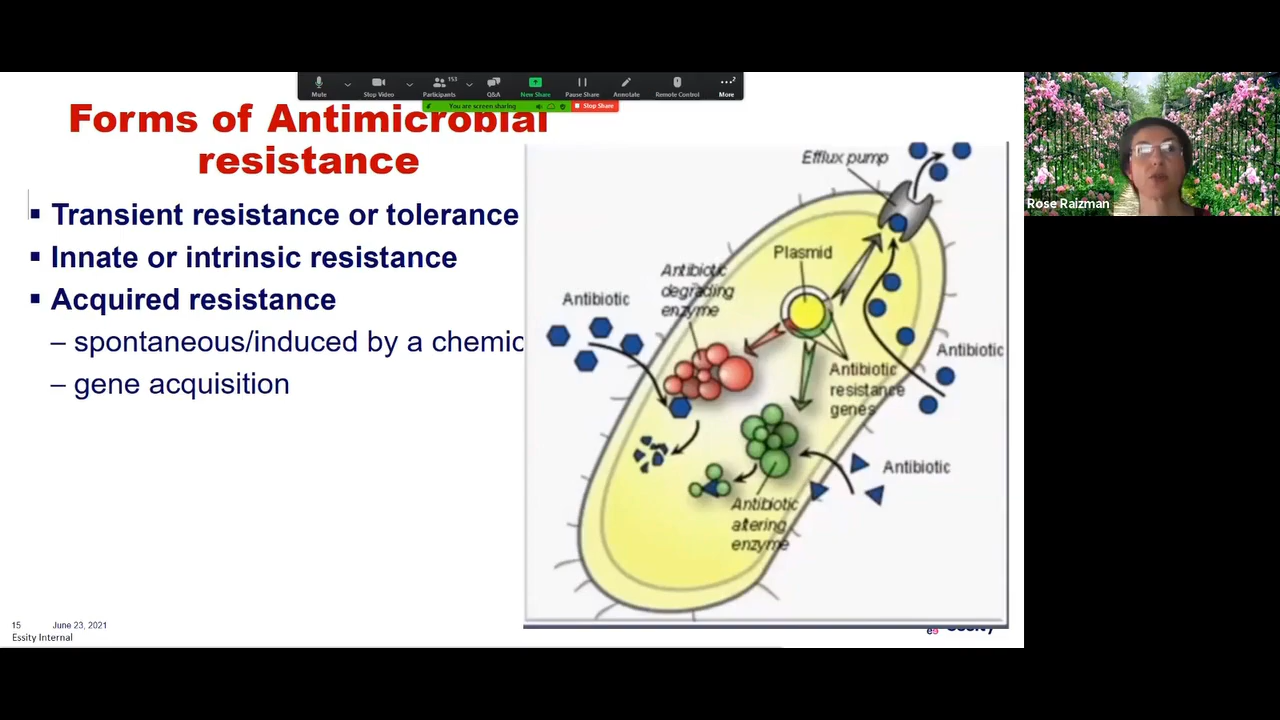 Mute
Stop Video
153
Participants
Q&A
New Share
Pause Share
Annotate
Remote Control
2
More
You are screen sharing
Stop Share
Forms of Antimicrobial
resistance
▪ Transient resistance or tolerance
▪ Innate or intrinsic resistance
▪ Acquired resistance
– spontaneous/induced by a chemic
– gene acquisition
Efflux pump
Plasmid
Antibiotic
degrading
enzyme
Antibiotic
Antibiotic
Antibiotic
resistance
genes
Antibiotic
Antibiotic
altering
enzyme
15 June 23, 2021
Essity Internal
Rose Raizman